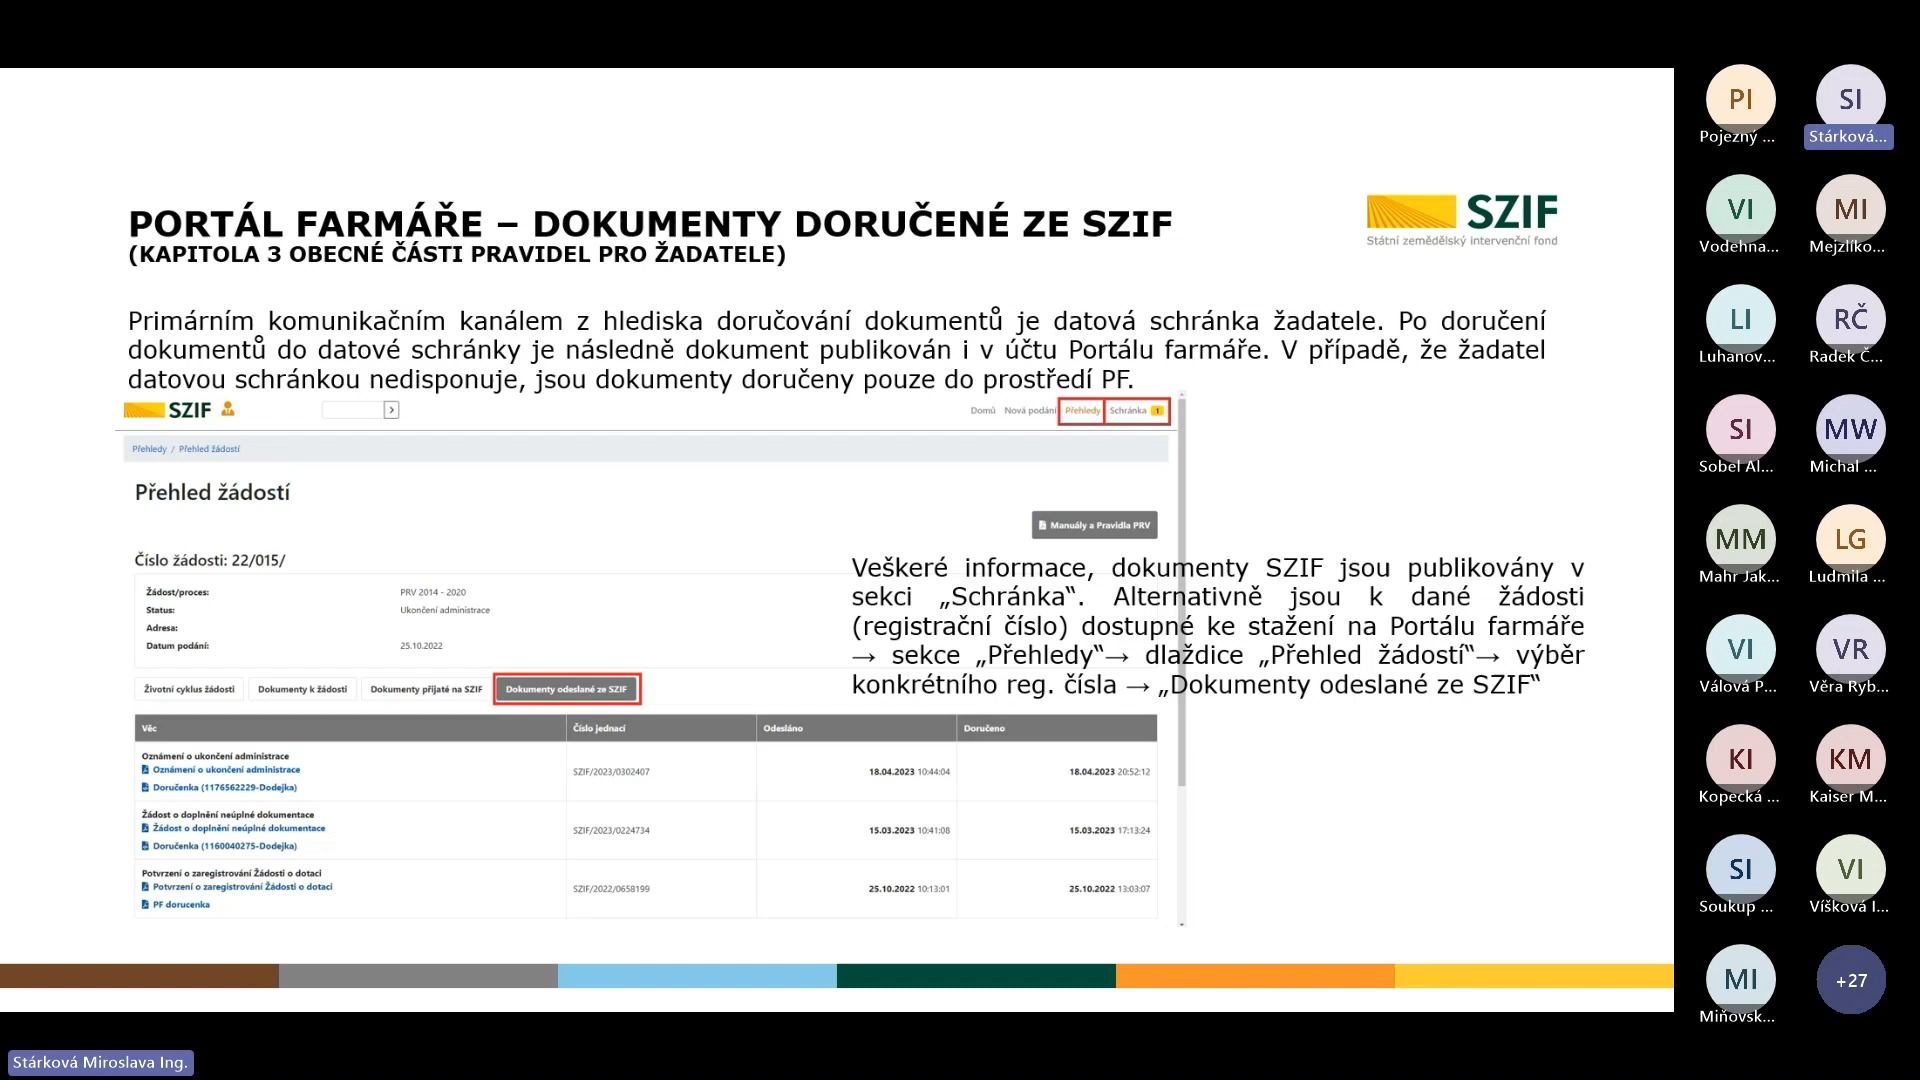 PORTÁL FARMÁŘE – DOKUMENTY DORUČENÉ ZE SZIF
(KAPITOLA 3 OBECNÉ ČÁSTI PRAVIDEL PRO ŽADATELE)
SZIF
Státní zemědělský intervenční fond
Primárním komunikačním kanálem z hlediska doručování dokumentů je datová schránka žadatele. Po doručení
dokumentů do datové schránky je následně dokument publikován i v účtu Portálu farmáře. V případě, že žadatel
datovou schránkou nedisponuje, jsou dokumenty doručeny pouze do prostředí PF.
SZIF
Domů Nová podání Přehledy Schránka 1
Přehledy / Přehled žádostí
Přehled žádostí
Manuály a Pravidla PRV
Číslo žádosti: 22/015/
Žádost/proces: PRV 2014 - 2020
Status: Ukončení administrace
Adresa:
Datum podání: 25.10.2022
Veškeré informace, dokumenty SZIF jsou publikovány v
sekci „Schránka“. Alternativně jsou k dané žádosti
(registrační číslo) dostupné ke stažení na Portálu farmáře
→ sekce „Přehledy“→ dlaždice „Přehled žádostí“→ výběr
konkrétního reg. čísla → „Dokumenty odeslané ze SZIF“
Životní cyklus žádosti Dokumenty k žádosti Dokumenty přijaté na SZIF Dokumenty odeslané ze SZIF
Věc Číslo jednací Odesláno Doručeno
Oznámení o ukončení administrace
Oznámení o ukončení administrace
Doručenka (1176562229-Dodejka)
SZIF/2023/0302407 18.04.2023 10:44:04 18.04.2023 20:52:12
Žádost o doplnění neúplné dokumentace
Žádost o doplnění neúplné dokumentace
Doručenka (1160040275-Dodejka)
SZIF/2023/0224734 15.03.2023 10:41:08 15.03.2023 17:13:24
Potvrzení o zaregistrování Žádosti o dotaci
Potvrzení o zaregistrování Žádosti o dotaci
PF dorucenka
SZIF/2022/0658199 25.10.2022 10:13:01 25.10.2022 13:03:07
PI SI
Pojezný ... Stárková...
VI MI
Vodehna... Mejzlíko...
LI RČ
Luhanov... Radek Č...
SI MW
Sobel Al... Michal ...
MM LG
Mahr Jak... Ludmila ...
VI VR
Válová P... Věra Ryb...
KI KM
Kopecká ... Kaiser M...
SI VI
Soukup ... Víšková I...
MI +27
Miňovsk...
Stárková Miroslava Ing.